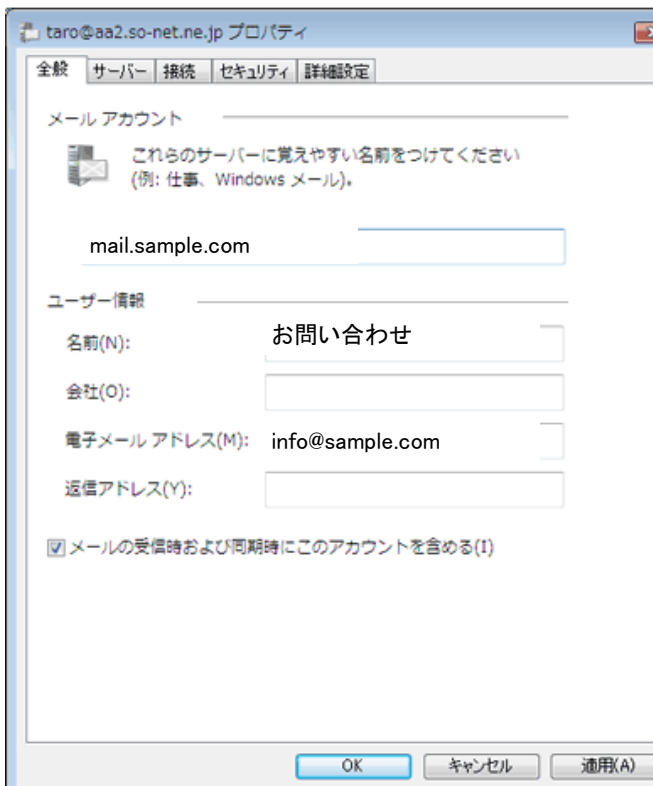 taro@aa2.so-net.ne.jp プロパティ
全般 サーバー 接続 セキュリティ 詳細設定
メール アカウント
これらのサーバーに覚えやすい名前をつけてください
(例: 仕事、Windows メール)。
mail.sample.com
ユーザー情報
名前(N): お問い合わせ
会社(O):
電子メール アドレス(M): info@sample.com
返信アドレス(Y):
メールの受信時および同期時にこのアカウントを含める(I)
OK キャンセル 適用(A)